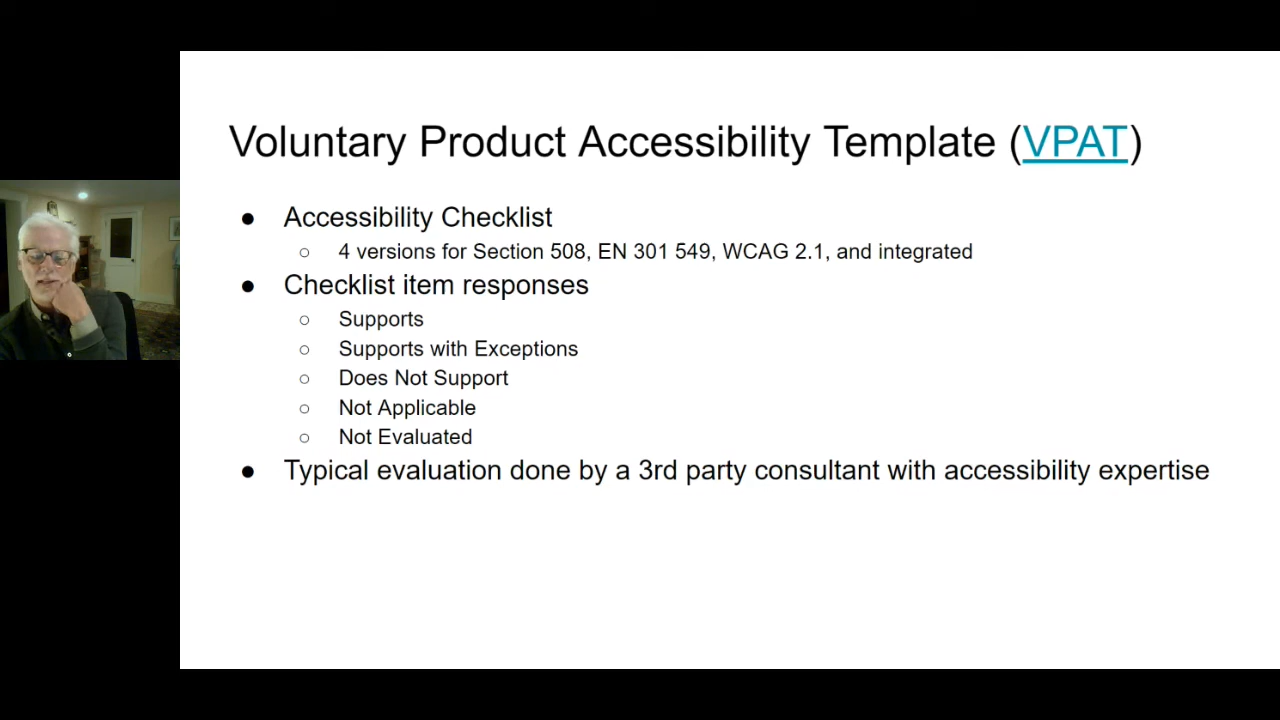 Voluntary Product Accessibility Template (VPAT)
● Accessibility Checklist
○ 4 versions for Section 508, EN 301 549, WCAG 2.1, and integrated
● Checklist item responses
○ Supports
○ Supports with Exceptions
○ Does Not Support
○ Not Applicable
○ Not Evaluated
● Typical evaluation done by a 3rd party consultant with accessibility expertise